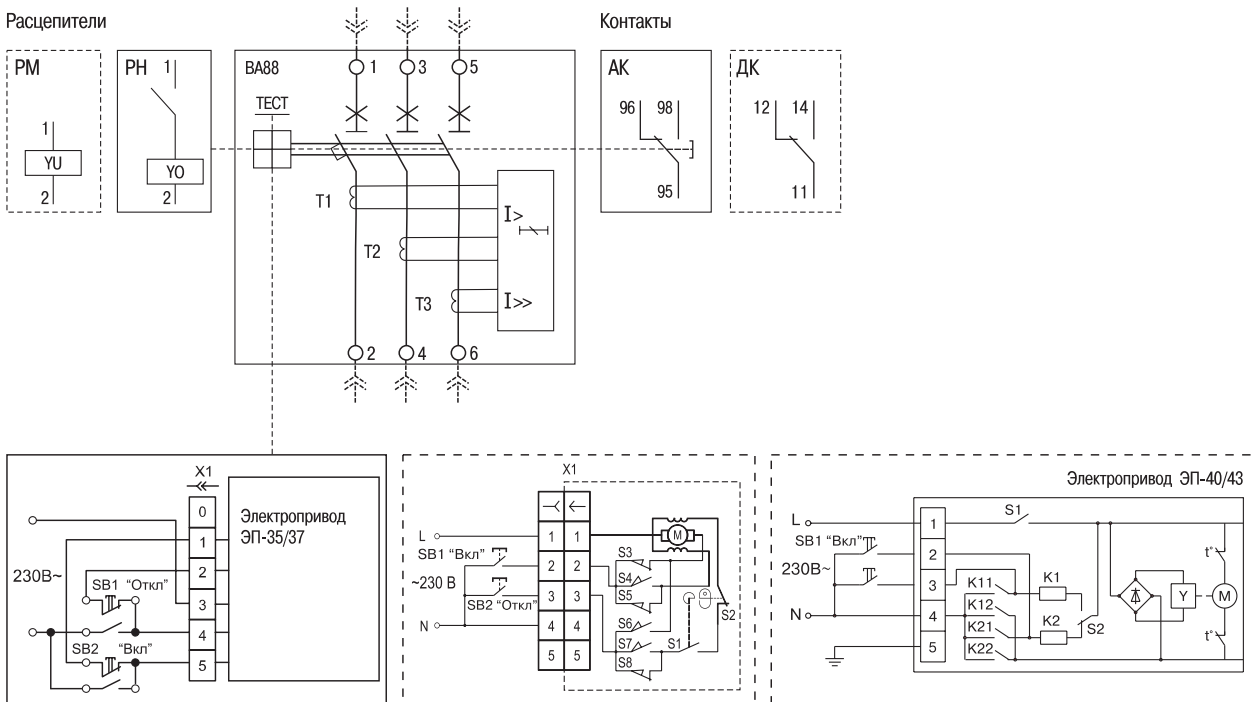 Расцепители
Контакты
РМ
1
YU
2
РН
1
YO
2
ВА88
1
3
5
ТЕСТ
Т1
I>
Т2
Т3
I>>
2
4
6
АК
96
98
95
ДК
12
14
11
X1
0
1
2
3
4
5
230В~
SB1 "Откл"
SB2 "Вкл"
Электропривод
ЭП-35/37
X1
1 1
2 2
3 3
4 4
5 5
L
SB1 "Вкл"
~230 В
SB2 "Откл"
N
M
S3
S4
S5
S6
S7
S8
S1
S2
Электропривод ЭП-40/43
L
SB1 "Вкл"
230В~
N
1
2
3
4
5
S1
K11
K12
K21
K22
K1
K2
S2
Y
M
t°
t°